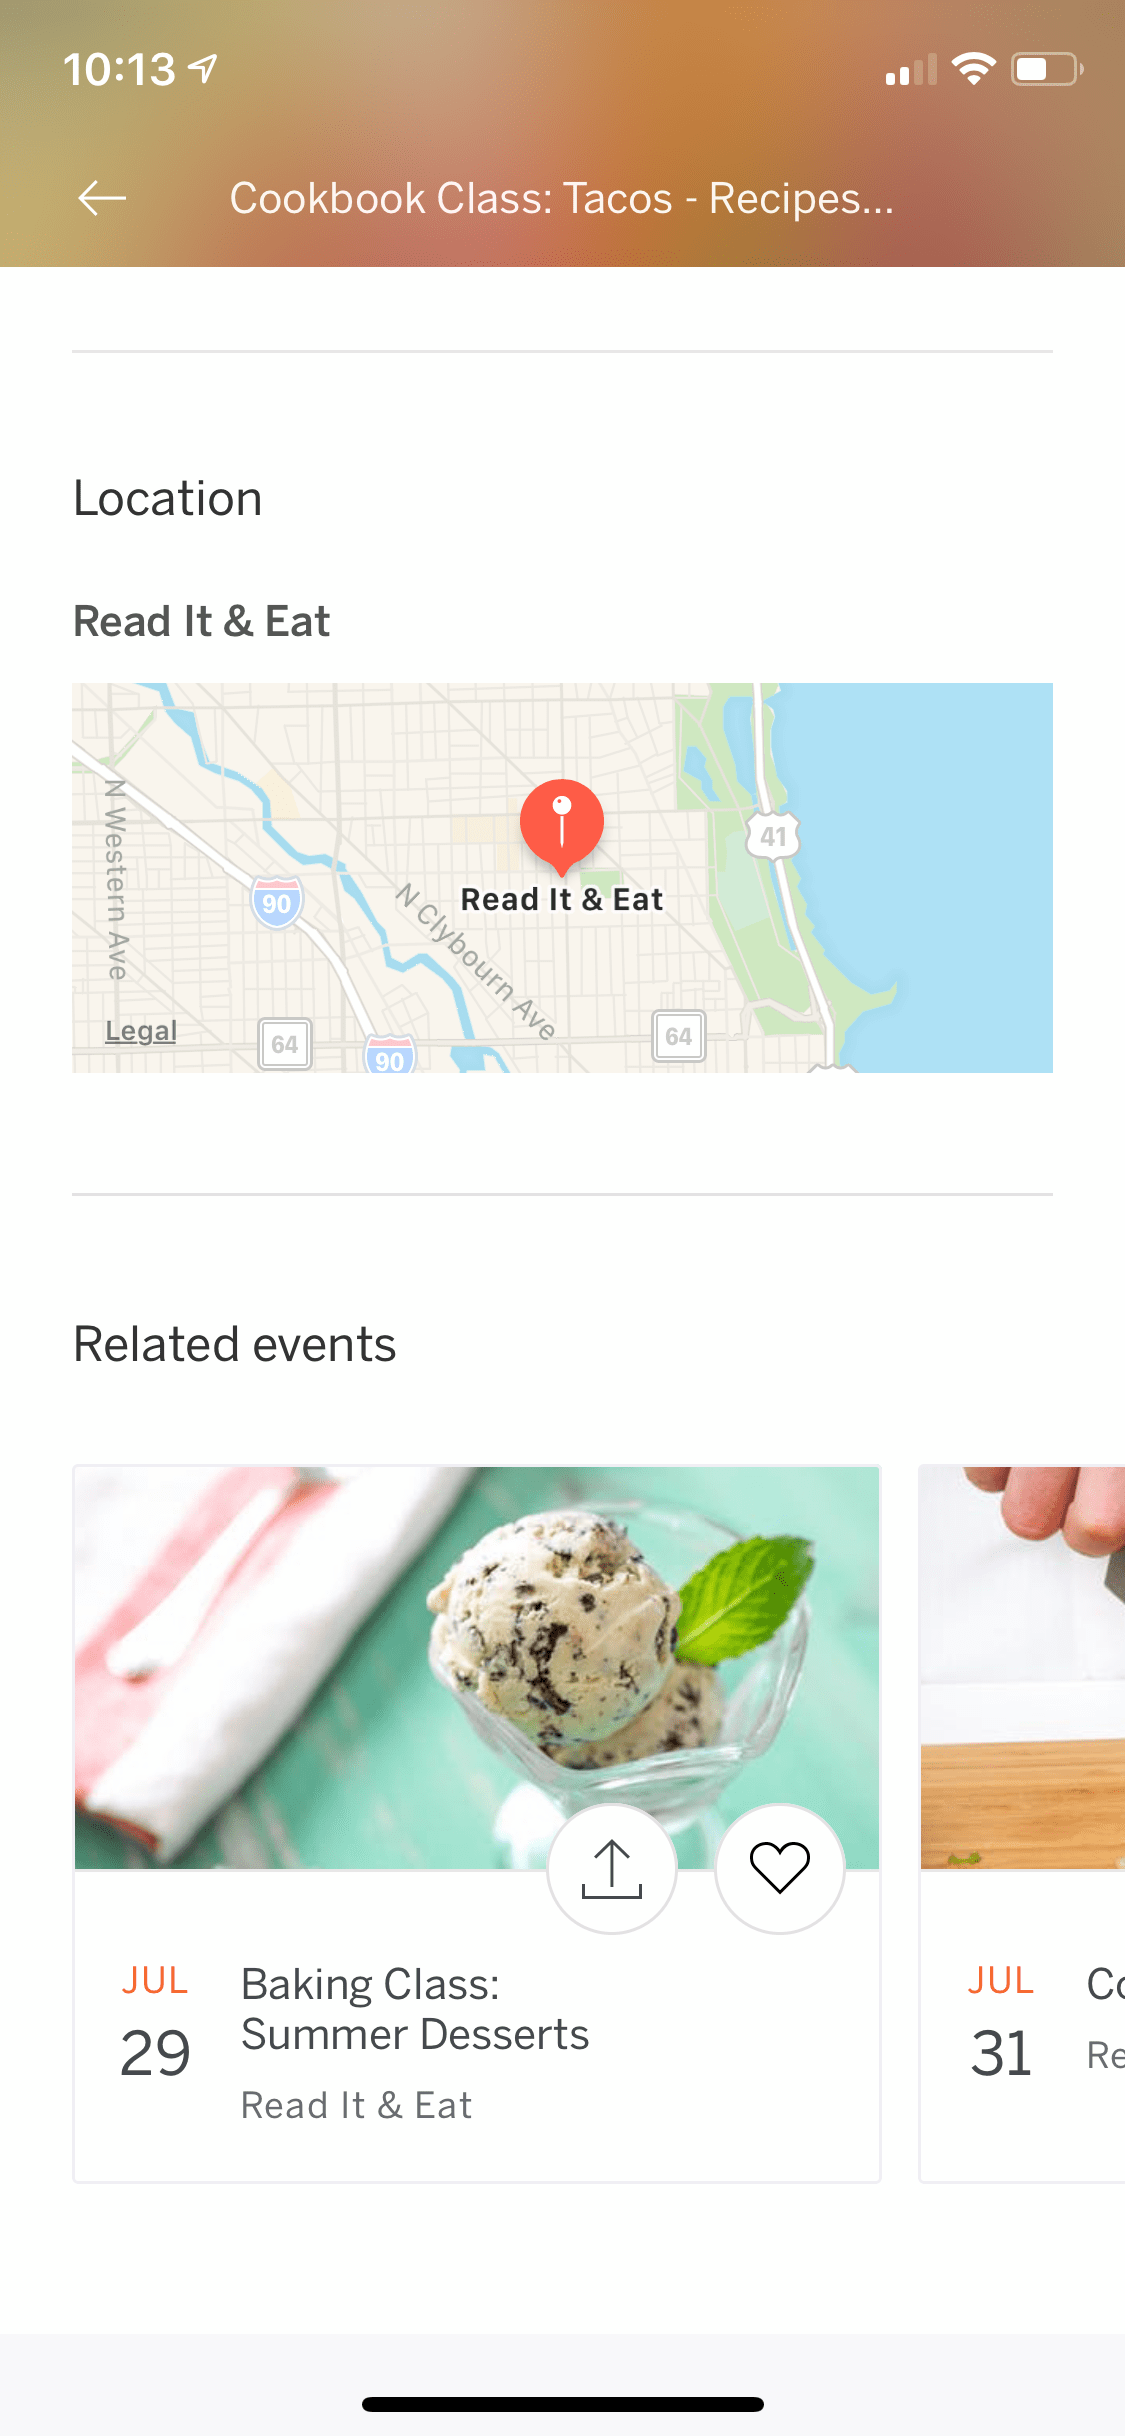 10:13
Cookbook Class: Tacos - Recipes...
Location
Read It & Eat
N Western Ave
41
90
Read It & Eat
N Clybourn Ave
Legal
64
90
64
Related events
JUL
29
Baking Class:
Summer Desserts
Read It & Eat
JUL
31
Co
Re